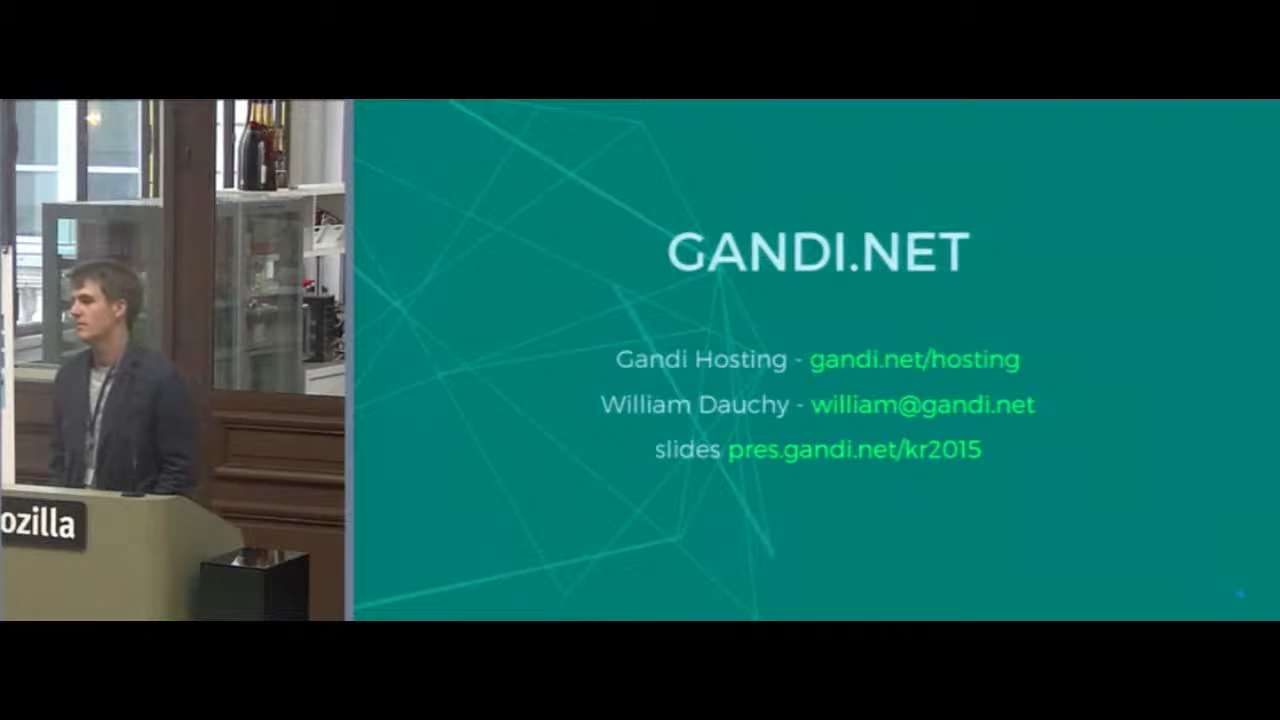 ozilla
GANDI.NET
Gandi Hosting - gandi.net/hosting
William Dauchy - william@gandi.net
slides pres.gandi.net/kr2015